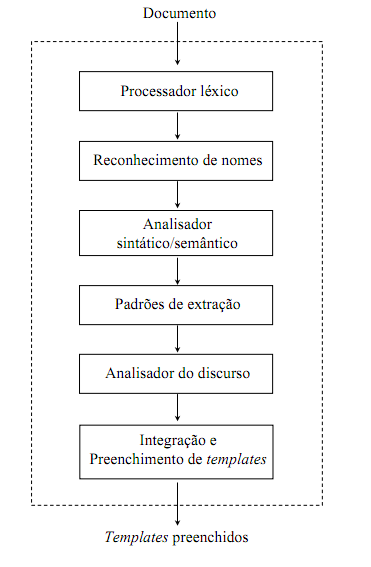 Documento
Processador léxico
Reconhecimento de nomes
Analisador
sintático/semântico
Padrões de extração
Analisador do discurso
Integração e
Preenchimento de templates
Templates preenchidos